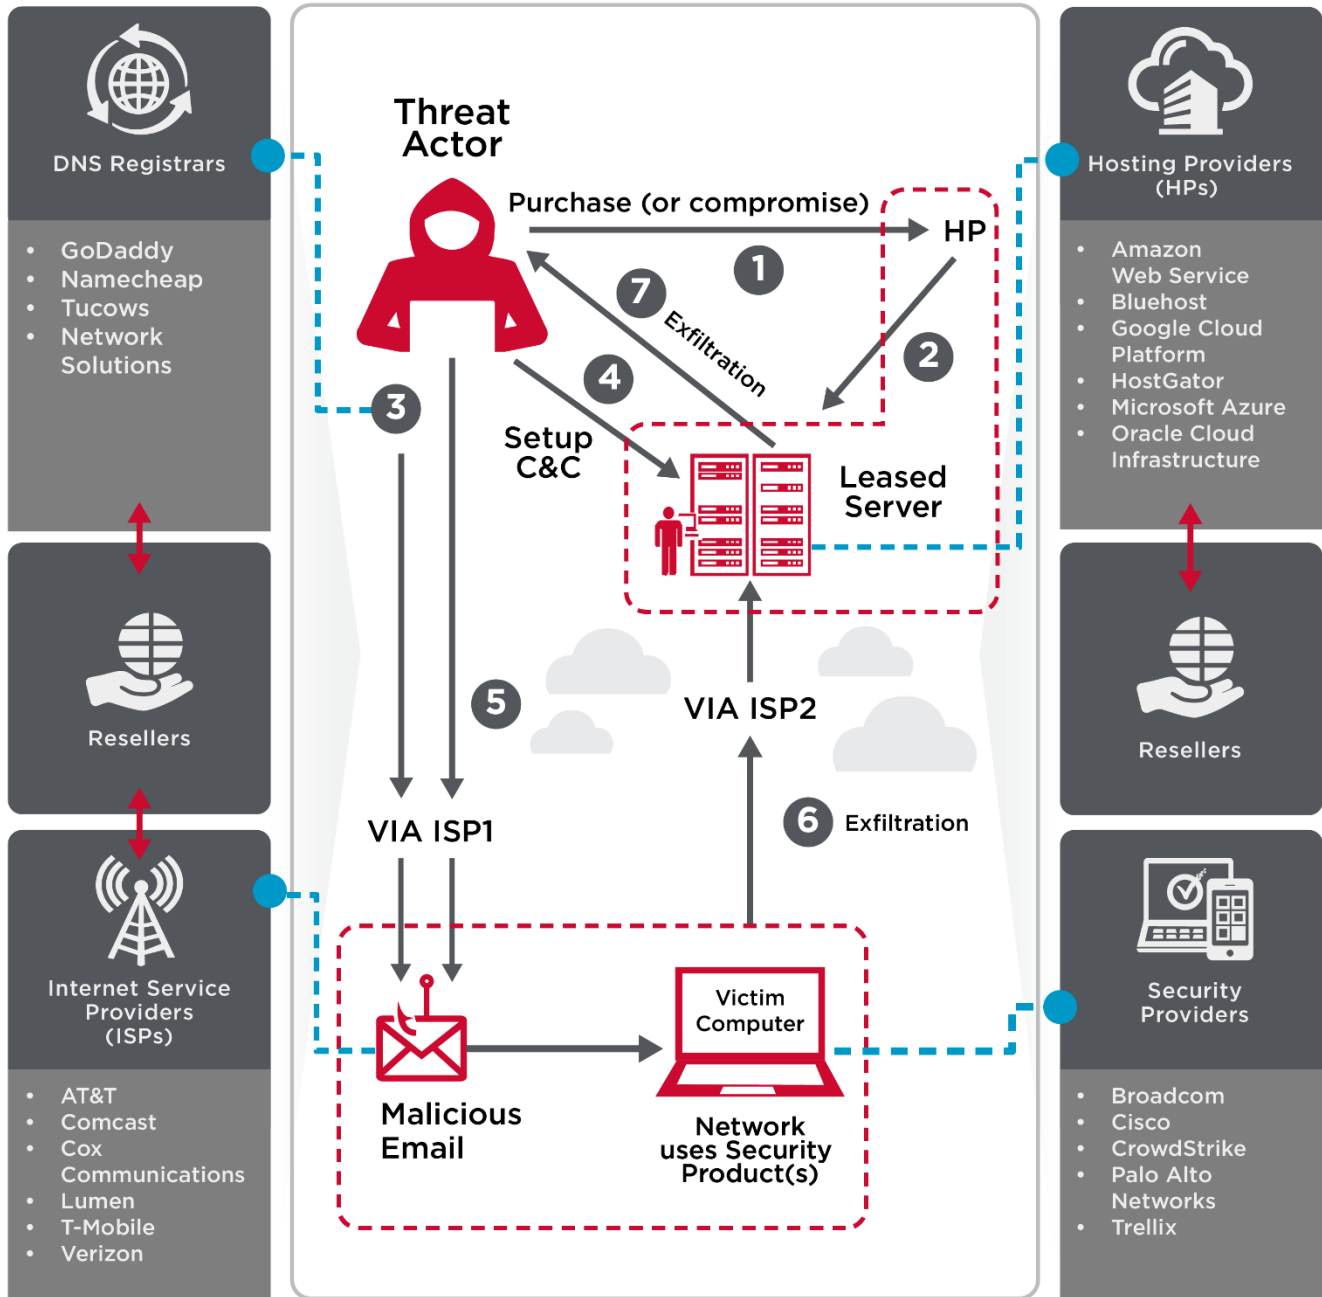 DNS Registrars
• GoDaddy
• Namecheap
• Tucows
• Network
Solutions
Resellers
Internet Service
Providers
(ISPs)
• AT&T
• Comcast
• Cox
Communications
• Lumen
• T-Mobile
• Verizon
Threat
Actor
Purchase (or compromise)
HP
1
7
Exfiltration
2
4
3
Setup
C&C
Leased
Server
5
VIA ISP2
VIA ISP1
6
Exfiltration
Victim
Computer
Malicious
Email
Network
uses Security
Product(s)
Hosting Providers
(HPs)
• Amazon
Web Service
• Bluehost
• Google Cloud
Platform
• HostGator
• Microsoft Azure
• Oracle Cloud
Infrastructure
Resellers
Security
Providers
• Broadcom
• Cisco
• CrowdStrike
• Palo Alto
Networks
• Trellix